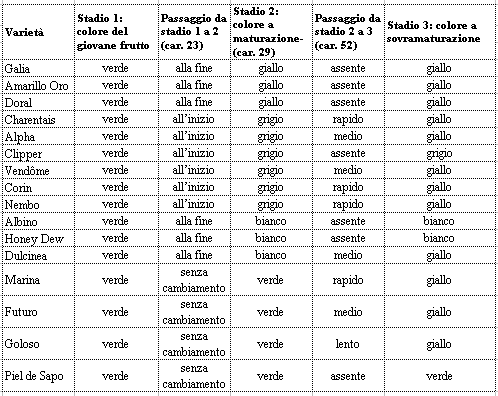 Varietà Stadio 1: colore del giovane frutto Passaggio da stadio 1 a 2 (car. 23) Stadio 2: colore a maturazione- (car. 29) Passaggio da stadio 2 a 3 (car. 52) Stadio 3: colore a sovramaturazione
Galia verde alla fine giallo assente giallo
Amarillo Oro verde alla fine giallo assente giallo
Doral verde alla fine giallo assente giallo
Charentais verde all'inizio grigio rapido giallo
Alpha verde all'inizio grigio medio giallo
Clipper verde all'inizio grigio assente grigio
Vendôme verde all'inizio grigio medio giallo
Corin verde all'inizio grigio rapido giallo
Nembo verde all'inizio grigio rapido giallo
Albino verde alla fine bianco assente bianco
Honey Dew verde alla fine bianco assente bianco
Dulcinea verde alla fine bianco medio giallo
Marina verde senza cambiamento verde rapido giallo
Futuro verde senza cambiamento verde medio giallo
Goloso verde senza cambiamento verde lento giallo
Piel de Sapo verde senza cambiamento verde assente verde